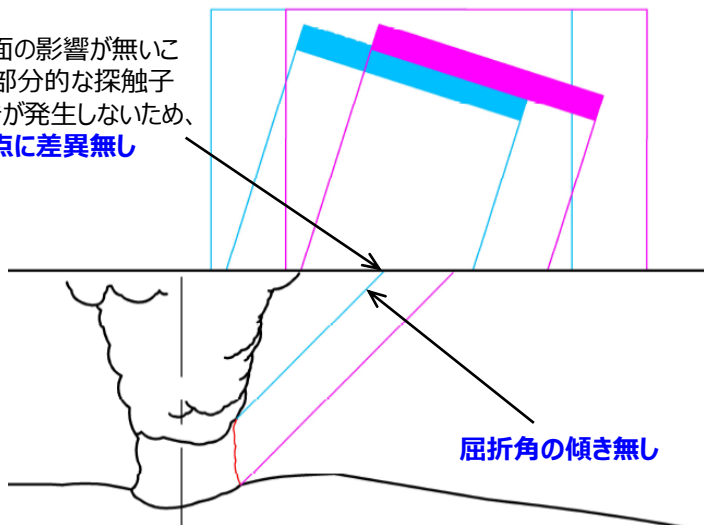 面の影響が無いこ
部分的な探触子
が発生しないため、
点に差異無し
屈折角の傾き無し